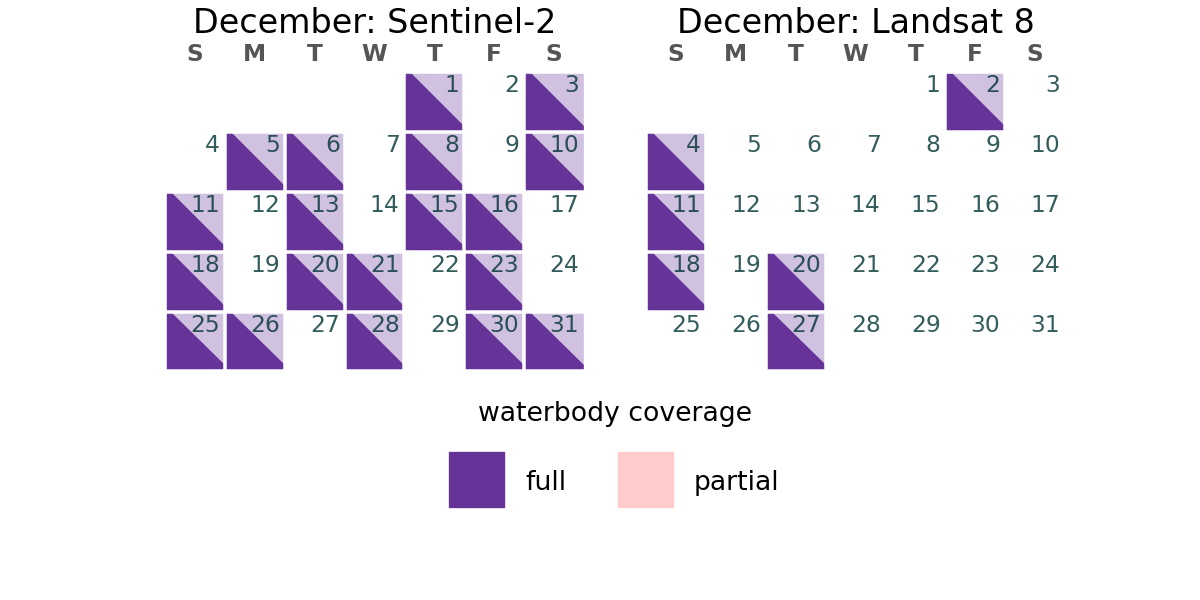 December: Sentinel-2
S M T W T F S
1 2 3
4 5 6 7 8 9 10
11 12 13 14 15 16 17
18 19 20 21 22 23 24
25 26 27 28 29 30 31
December: Landsat 8
S M T W T F S
1 2 3
4 5 6 7 8 9 10
11 12 13 14 15 16 17
18 19 20 21 22 23 24
25 26 27 28 29 30 31
waterbody coverage
full partial